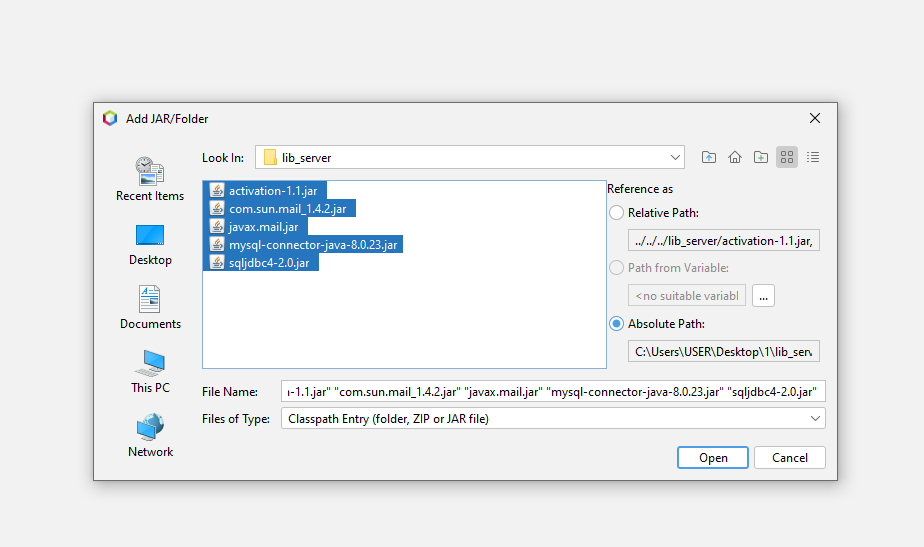 Add JAR/Folder
Look In:
lib_server
Recent Items
Desktop
Documents
This PC
Network
activation-1.1.jar
com.sun.mail_1.4.2.jar
javax.mail.jar
mysql-connector-java-8.0.23.jar
sqljdbc4-2.0.jar
Reference as
Relative Path:
../../../lib_server/activation-1.1.jar,
Path from Variable:
<no suitable variabl
...
Absolute Path:
C:\Users\USER\Desktop\1\lib_serv
File Name:
-1.1.jar" "com.sun.mail_1.4.2.jar" "javax.mail.jar" "mysql-connector-java-8.0.23.jar" "sqljdbc4-2.0.jar"
Files of Type:
Classpath Entry (folder, ZIP or JAR file)
Open
Cancel